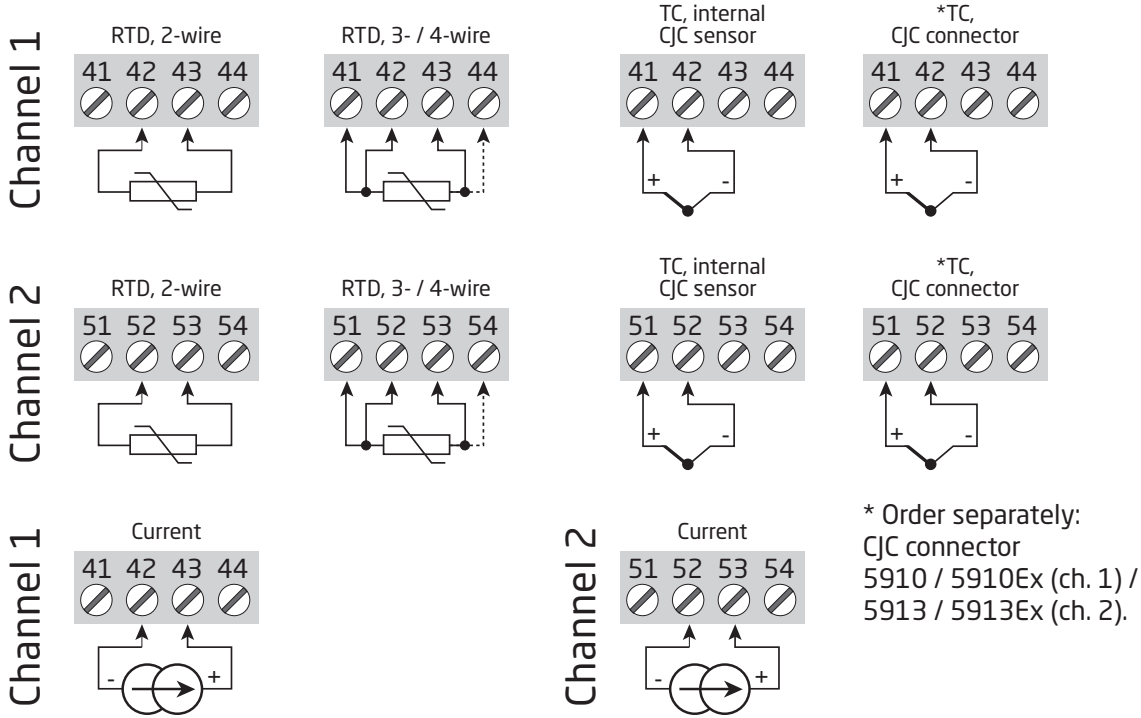 Channel 1
RTD, 2-wire
41 42 43 44
RTD, 3- / 4-wire
41 42 43 44
TC, internal
CJC sensor
41 42 43 44
+ -
*TC,
CJC connector
41 42 43 44
+ -
Channel 2
RTD, 2-wire
51 52 53 54
RTD, 3- / 4-wire
51 52 53 54
TC, internal
CJC sensor
51 52 53 54
+ -
*TC,
CJC connector
51 52 53 54
+ -
Channel 1
Current
41 42 43 44
- +
Channel 2
Current
51 52 53 54
- +
* Order separately:
CJC connector
5910 / 5910Ex (ch. 1) /
5913 / 5913Ex (ch. 2).